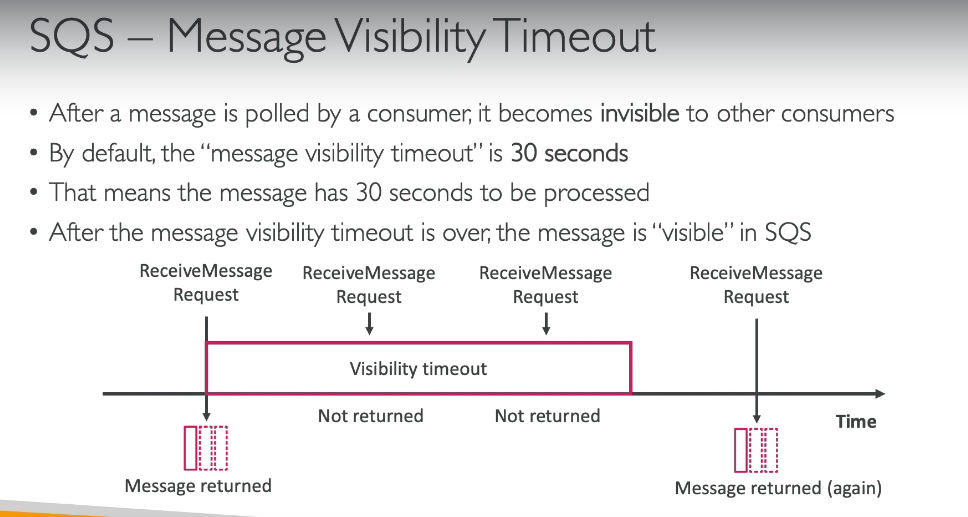 SQS – Message Visibility Timeout
• After a message is polled by a consumer, it becomes invisible to other consumers
• By default, the “message visibility timeout” is 30 seconds
• That means the message has 30 seconds to be processed
• After the message visibility timeout is over, the message is “visible” in SQS
ReceiveMessage
Request
ReceiveMessage
Request
ReceiveMessage
Request
ReceiveMessage
Request
Visibility timeout
Not returned
Not returned
Time
Message returned
Message returned (again)